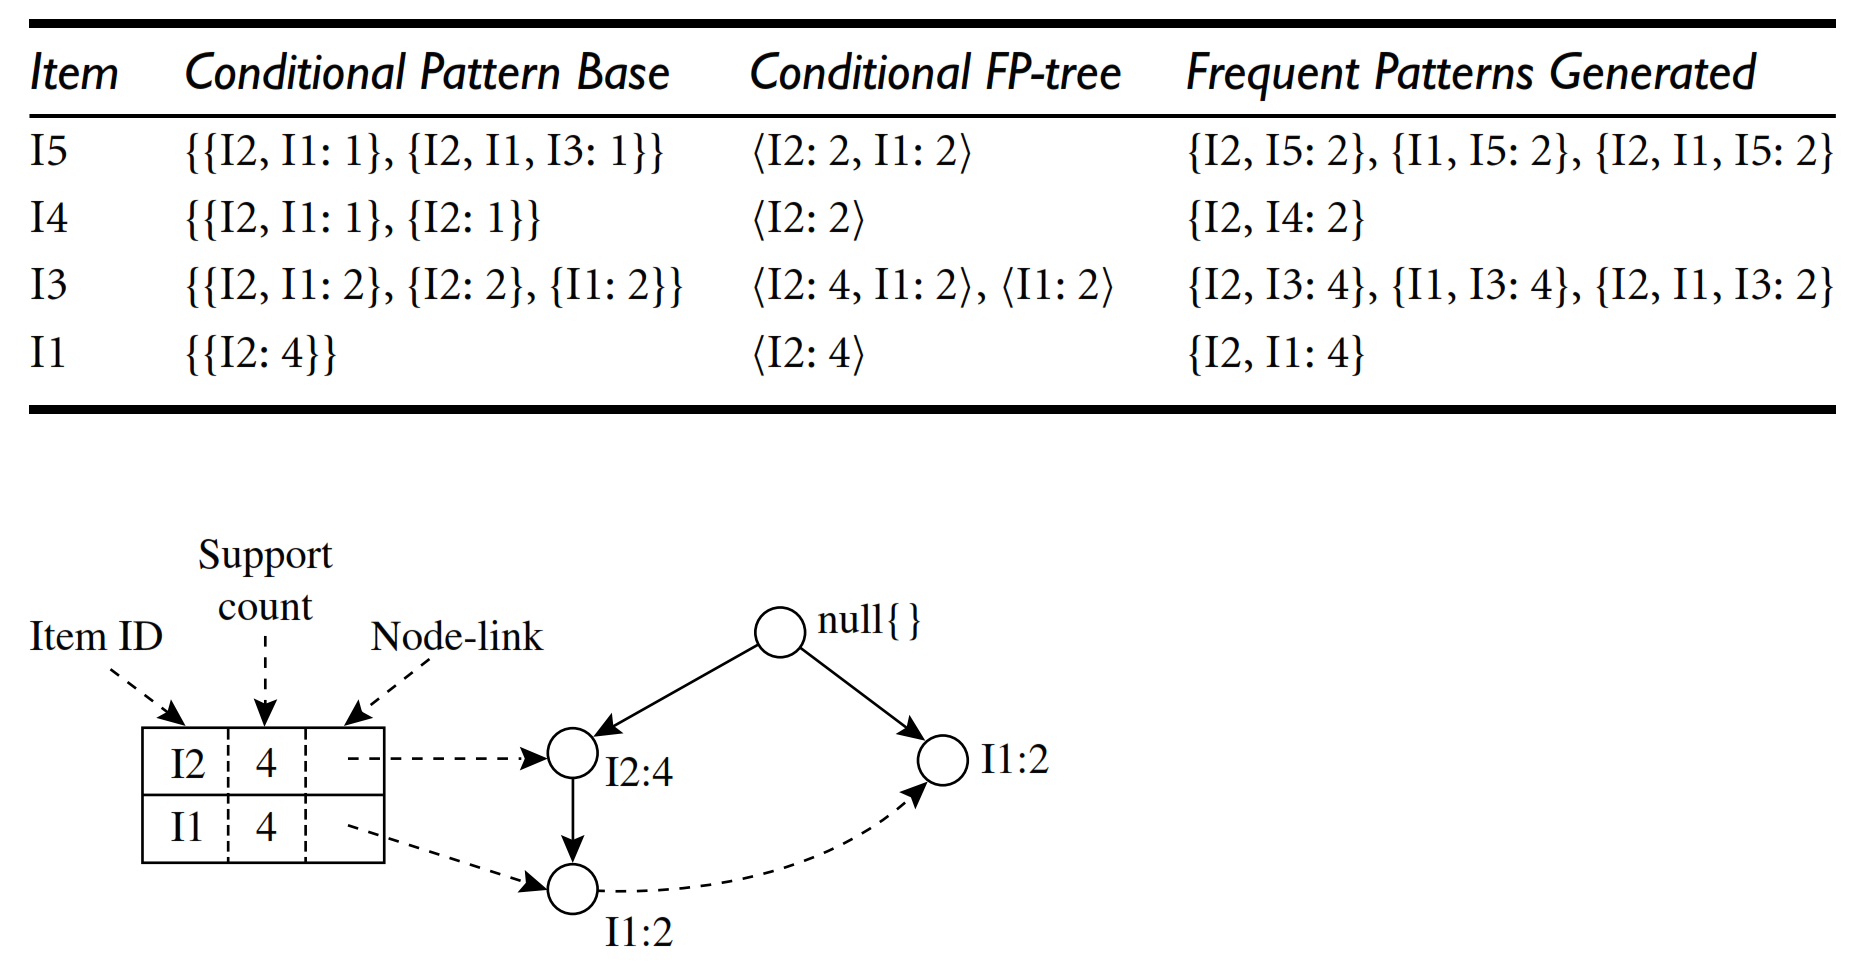 Item Conditional Pattern Base Conditional FP-tree Frequent Patterns Generated
I5 {{I2, I1: 1}, {I2, I1, I3: 1}} ⟨I2: 2, I1: 2⟩ {I2, I5: 2}, {I1, I5: 2}, {I2, I1, I5: 2}
I4 {{I2, I1: 1}, {I2: 1}} ⟨I2: 2⟩ {I2, I4: 2}
I3 {{I2, I1: 2}, {I2: 2}, {I1: 2}} ⟨I2: 4, I1: 2⟩, ⟨I1: 2⟩ {I2, I3: 4}, {I1, I3: 4}, {I2, I1, I3: 2}
I1 {{I2: 4}} ⟨I2: 4⟩ {I2, I1: 4}
Support
count
Item ID
Node-link
null{}
I2 4
I1 4
I2:4
I1:2
I1:2